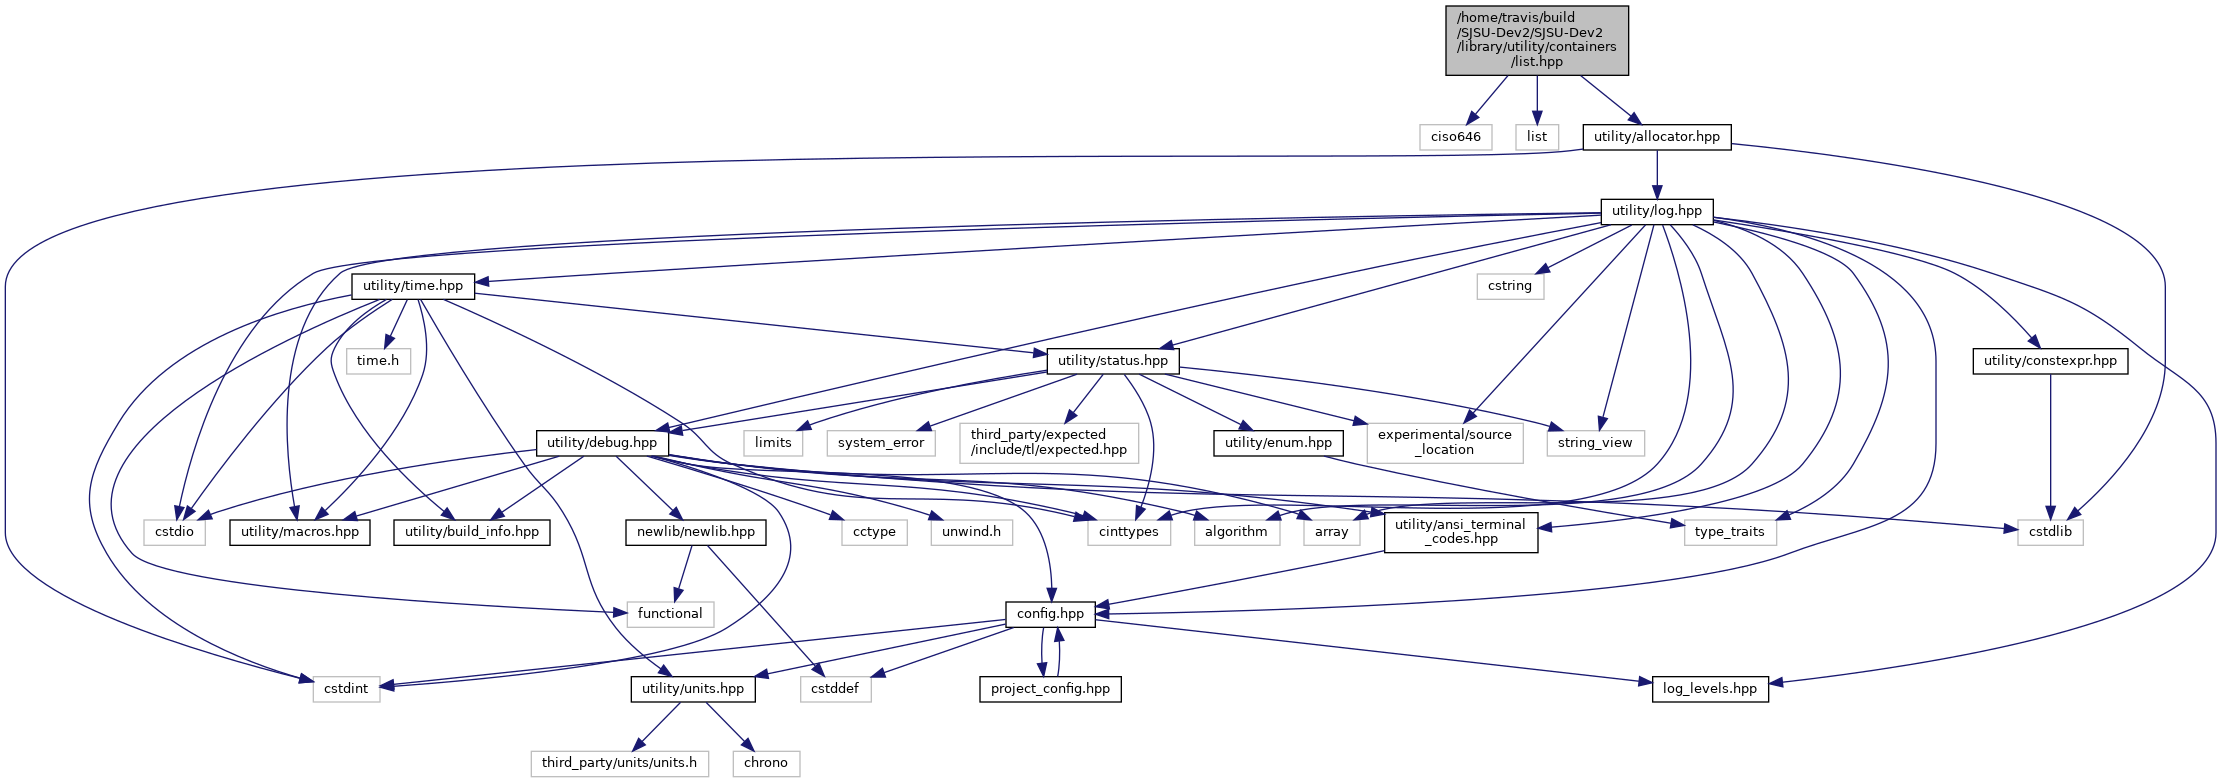 /home/travis/build
/SJSU-Dev2/SJSU-Dev2
/library/utility/containers
/list.hpp
ciso646
list
utility/allocator.hpp
utility/log.hpp
utility/time.hpp
cstring
time.h
utility/status.hpp
utility/constexpr.hpp
utility/debug.hpp
limits
system_error
third_party/expected
/include/tl/expected.hpp
utility/enum.hpp
experimental/source
_location
string_view
cstdio
utility/macros.hpp
utility/build_info.hpp
newlib/newlib.hpp
cctype
unwind.h
cinttypes
algorithm
array
utility/ansi_terminal
_codes.hpp
type_traits
cstdlib
functional
config.hpp
cstdint
utility/units.hpp
cstddef
project_config.hpp
log_levels.hpp
third_party/units/units.h
chrono